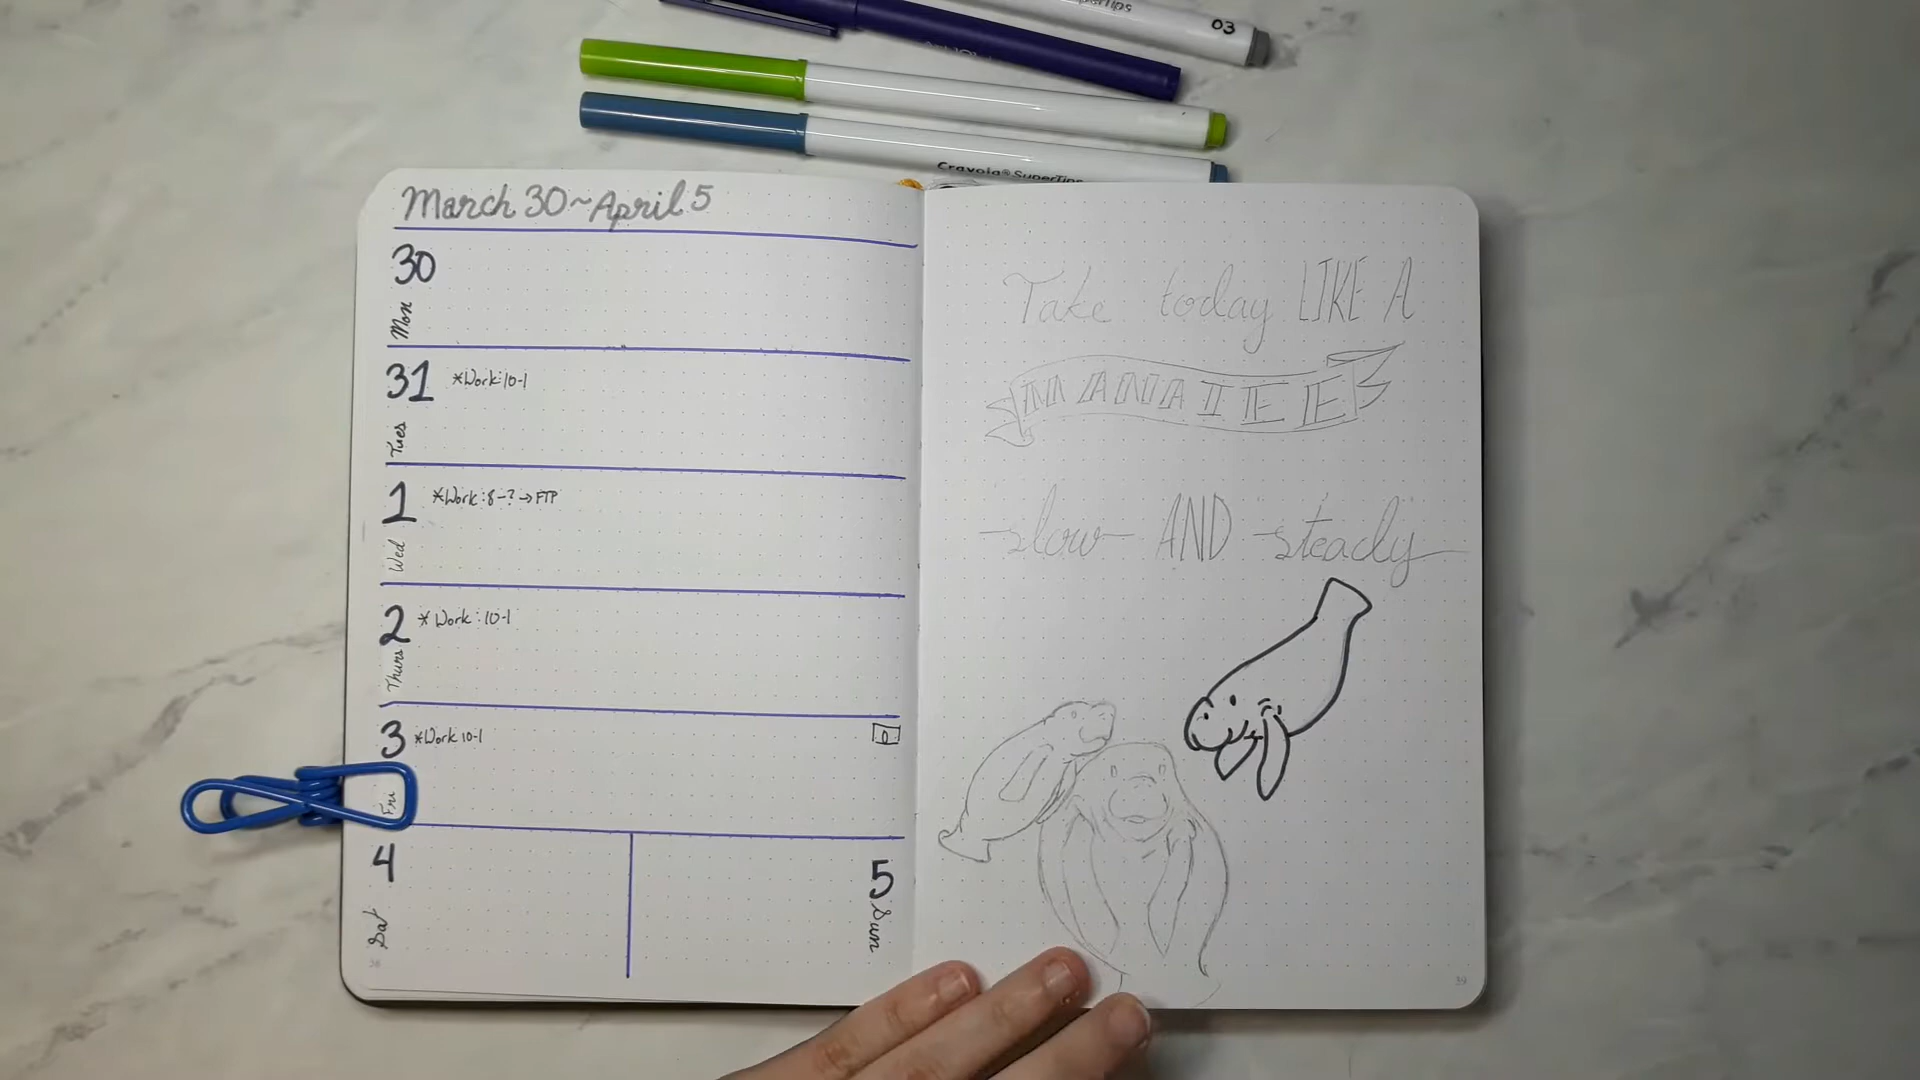 03
Crayola® SuperTips
March 30~April 5
30
Mon
31
*Work:10-1
Tues
1
*Work:8-?→FTP
Wed
2
*Work:10-1
Thurs
3
*Work 10-1
Fri
4
Sat
5
Sun
Take today LIKE A
MANATEE
-slow- AND -steady-
39